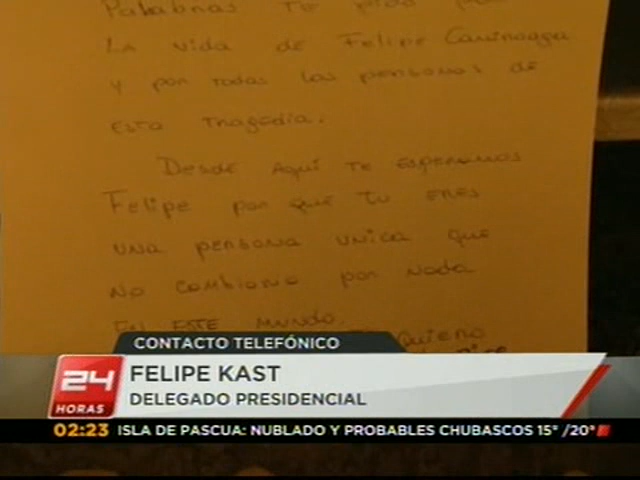 Palabras Te pido por
La vida de Felipe Camiroaga
y por todas las personas de
esta tragedia.
Desde Aquí Te esperamos
Felipe por que tu eres
una persona unica que
No cambiamo por nada
En este mundo.
quiero
CONTACTO TELEFÓNICO
24
HORAS
FELIPE KAST
DELEGADO PRESIDENCIAL
02:23 ISLA DE PASCUA: NUBLADO Y PROBABLES CHUBASCOS 15° /20°